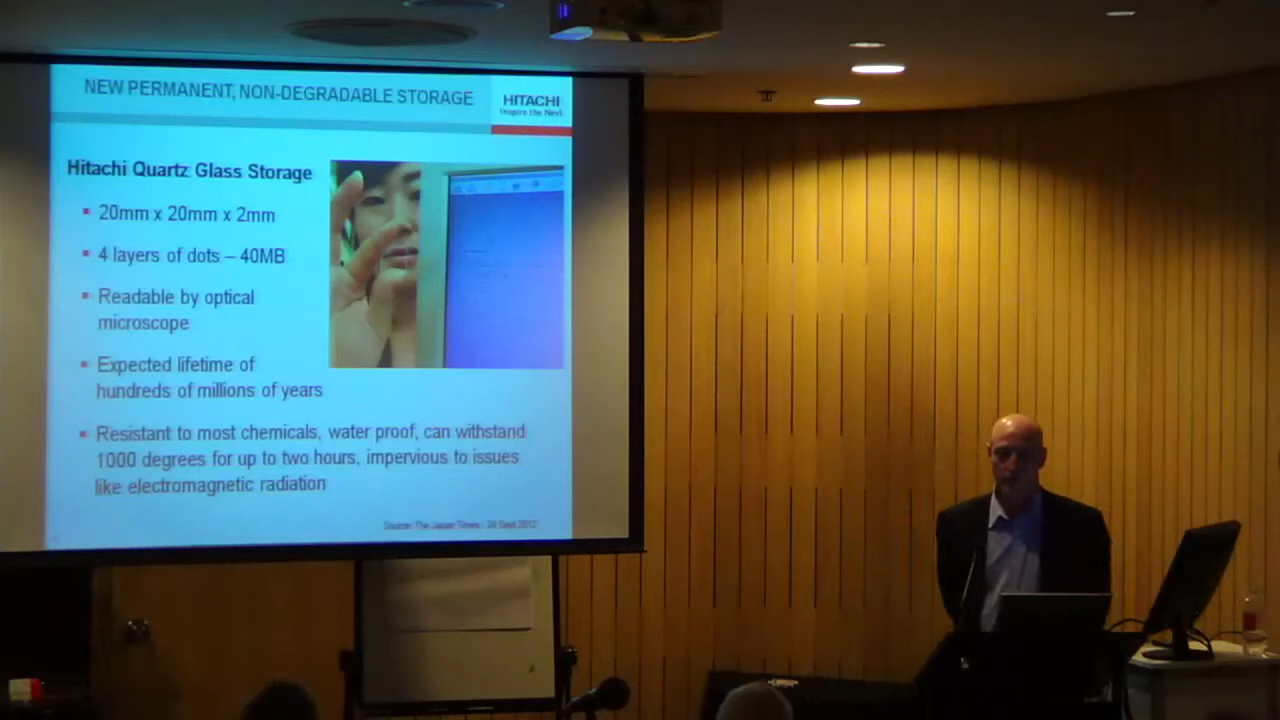 NEW PERMANENT, NON-DEGRADABLE STORAGE
HITACHI
Inspire the Next
Hitachi Quartz Glass Storage
20mm x 20mm x 2mm
4 layers of dots – 40MB
Readable by optical
microscope
Expected lifetime of
hundreds of millions of years
Resistant to most chemicals, water proof, can withstand
1000 degrees for up to two hours, impervious to issues
like electromagnetic radiation
Source: The Japan Times - Sept 2012